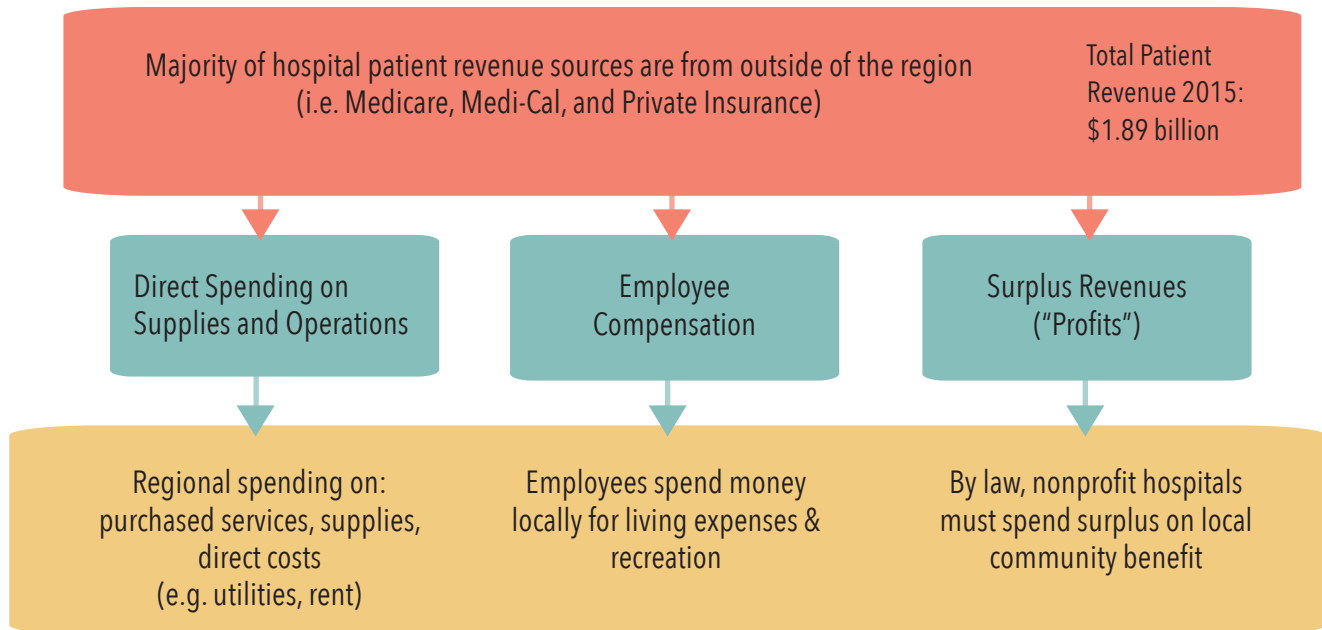 Majority of hospital patient revenue sources are from outside of the region
(i.e. Medicare, Medi-Cal, and Private Insurance)
Total Patient
Revenue 2015:
$1.89 billion
Direct Spending on
Supplies and Operations
Employee
Compensation
Surplus Revenues
(“Profits”)
Regional spending on:
purchased services, supplies,
direct costs
(e.g. utilities, rent)
Employees spend money
locally for living expenses &
recreation
By law, nonprofit hospitals
must spend surplus on local
community benefit